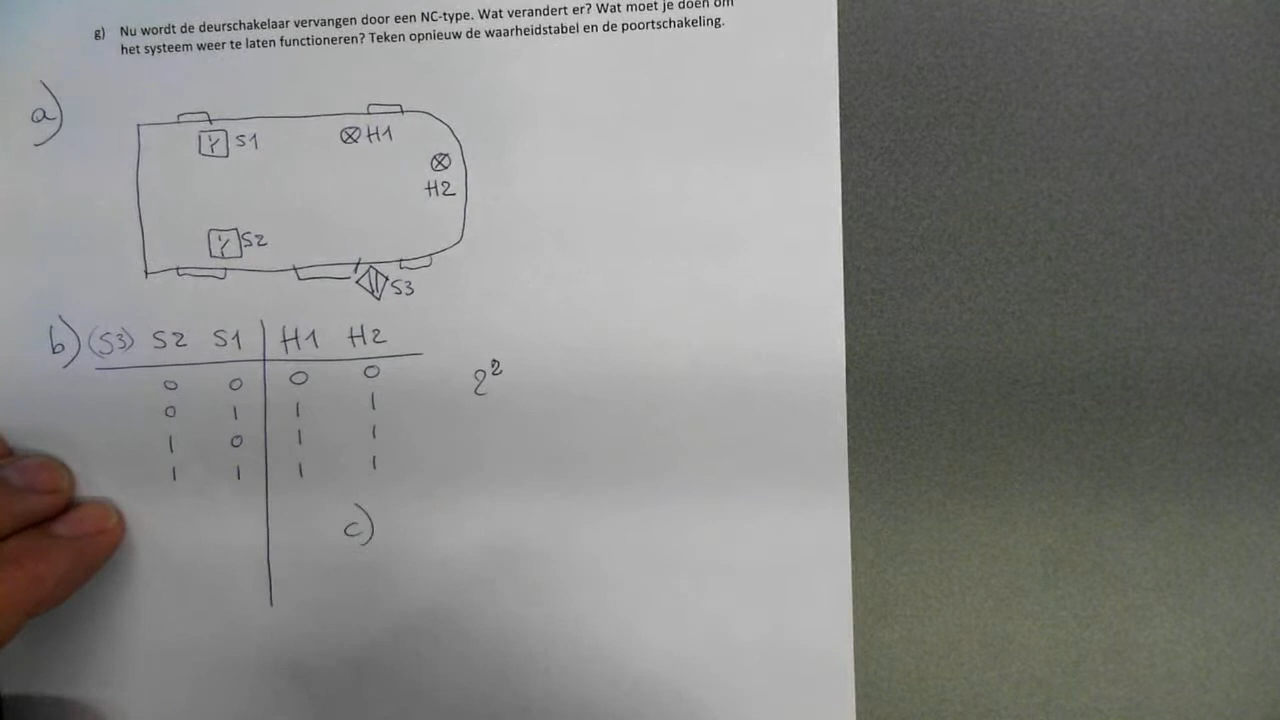 g) Nu wordt de deurschakelaar vervangen door een NC-type. Wat verandert er? Wat moet je doen om
het systeem weer te laten functioneren? Teken opnieuw de waarheidstabel en de poortschakeling.
a)
S1 H1
H2
S2
S3
b) (S3) S2 S1 H1 H2
0 0 0 0
2²
0 1 1 1
1 0 1 1
1 1 1 1
c)